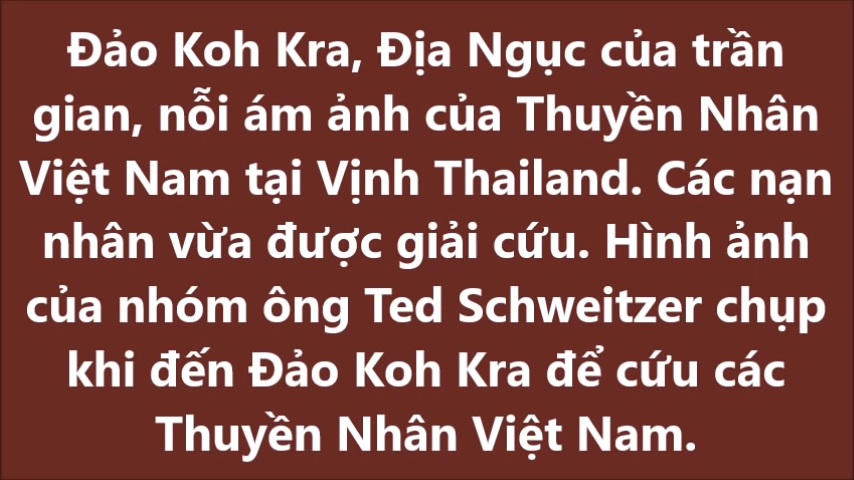 Đảo Koh Kra, Địa Ngục của trần
gian, nỗi ám ảnh của Thuyền Nhân
Việt Nam tại Vịnh Thailand. Các nạn
nhân vừa được giải cứu. Hình ảnh
của nhóm ông Ted Schweitzer chụp
khi đến Đảo Koh Kra để cứu các
Thuyền Nhân Việt Nam.